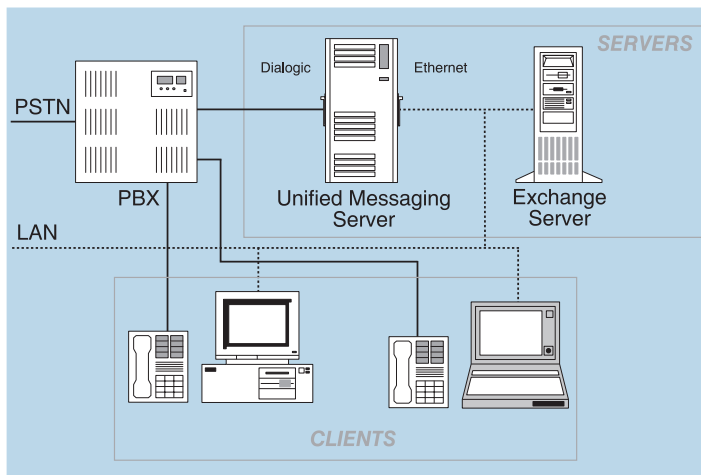 SERVERS
Dialogic
Ethernet
PSTN
PBX
Unified Messaging
Server
Exchange
Server
LAN
CLIENTS